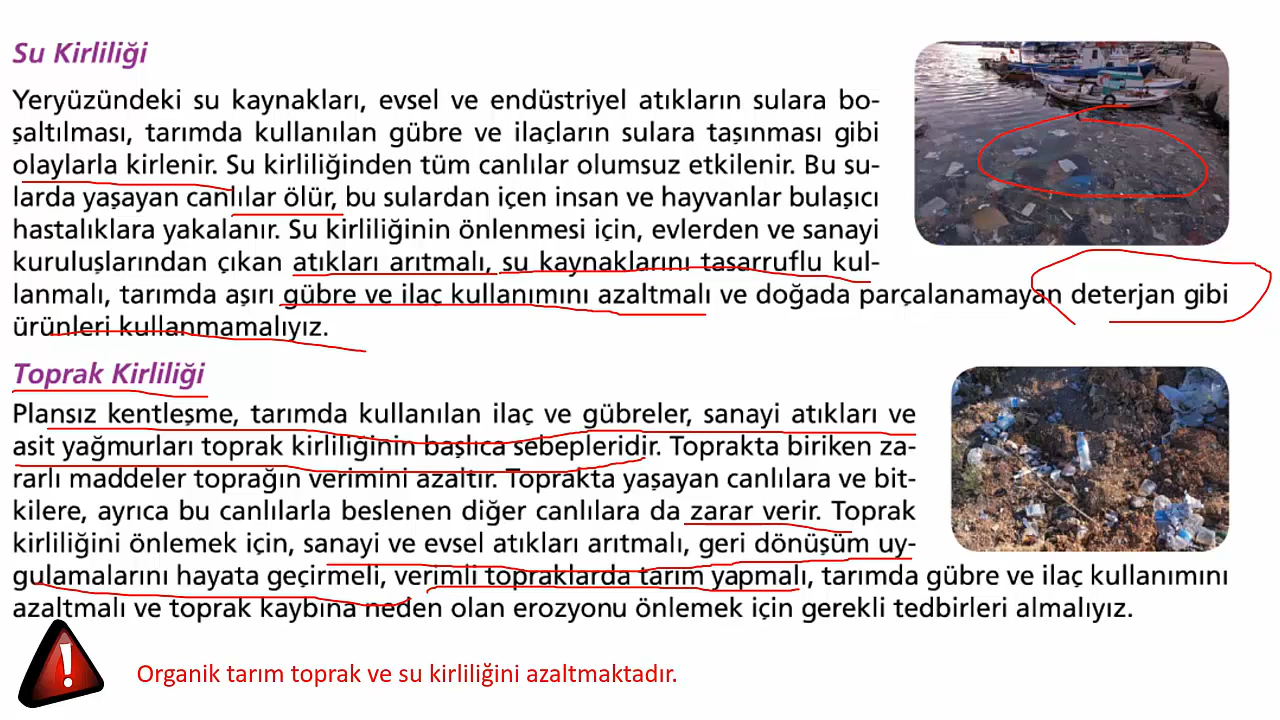 Su Kirliliği
Yeryüzündeki su kaynakları, evsel ve endüstriyel atıkların sulara bo-
şaltılması, tarımda kullanılan gübre ve ilaçların sulara taşınması gibi
olaylarla kirlenir. Su kirliliğinden tüm canlılar olumsuz etkilenir. Bu su-
larda yaşayan canlılar ölür, bu sulardan içen insan ve hayvanlar bulaşıcı
hastalıklara yakalanır. Su kirliliğinin önlenmesi için, evlerden ve sanayi
kuruluşlarından çıkan atıkları arıtmalı, su kaynaklarını tasarruflu kul-
lanmalı, tarımda aşırı gübre ve ilaç kullanımını azaltmalı ve doğada parçalanamayan deterjan gibi
ürünleri kullanmamalıyız.
Toprak Kirliliği
Plansız kentleşme, tarımda kullanılan ilaç ve gübreler, sanayi atıkları ve
asit yağmurları toprak kirliliğinin başlıca sebepleridir. Toprakta biriken za-
rarlı maddeler toprağın verimini azaltır. Toprakta yaşayan canlılara ve bit-
kilere, ayrıca bu canlılarla beslenen diğer canlılara da zarar verir. Toprak
kirliliğini önlemek için, sanayi ve evsel atıkları arıtmalı, geri dönüşüm uy-
gulamalarını hayata geçirmeli, verimli topraklarda tarım yapmalı, tarımda gübre ve ilaç kullanımını
azaltmalı ve toprak kaybına neden olan erozyonu önlemek için gerekli tedbirleri almalıyız.
Organik tarım toprak ve su kirliliğini azaltmaktadır.